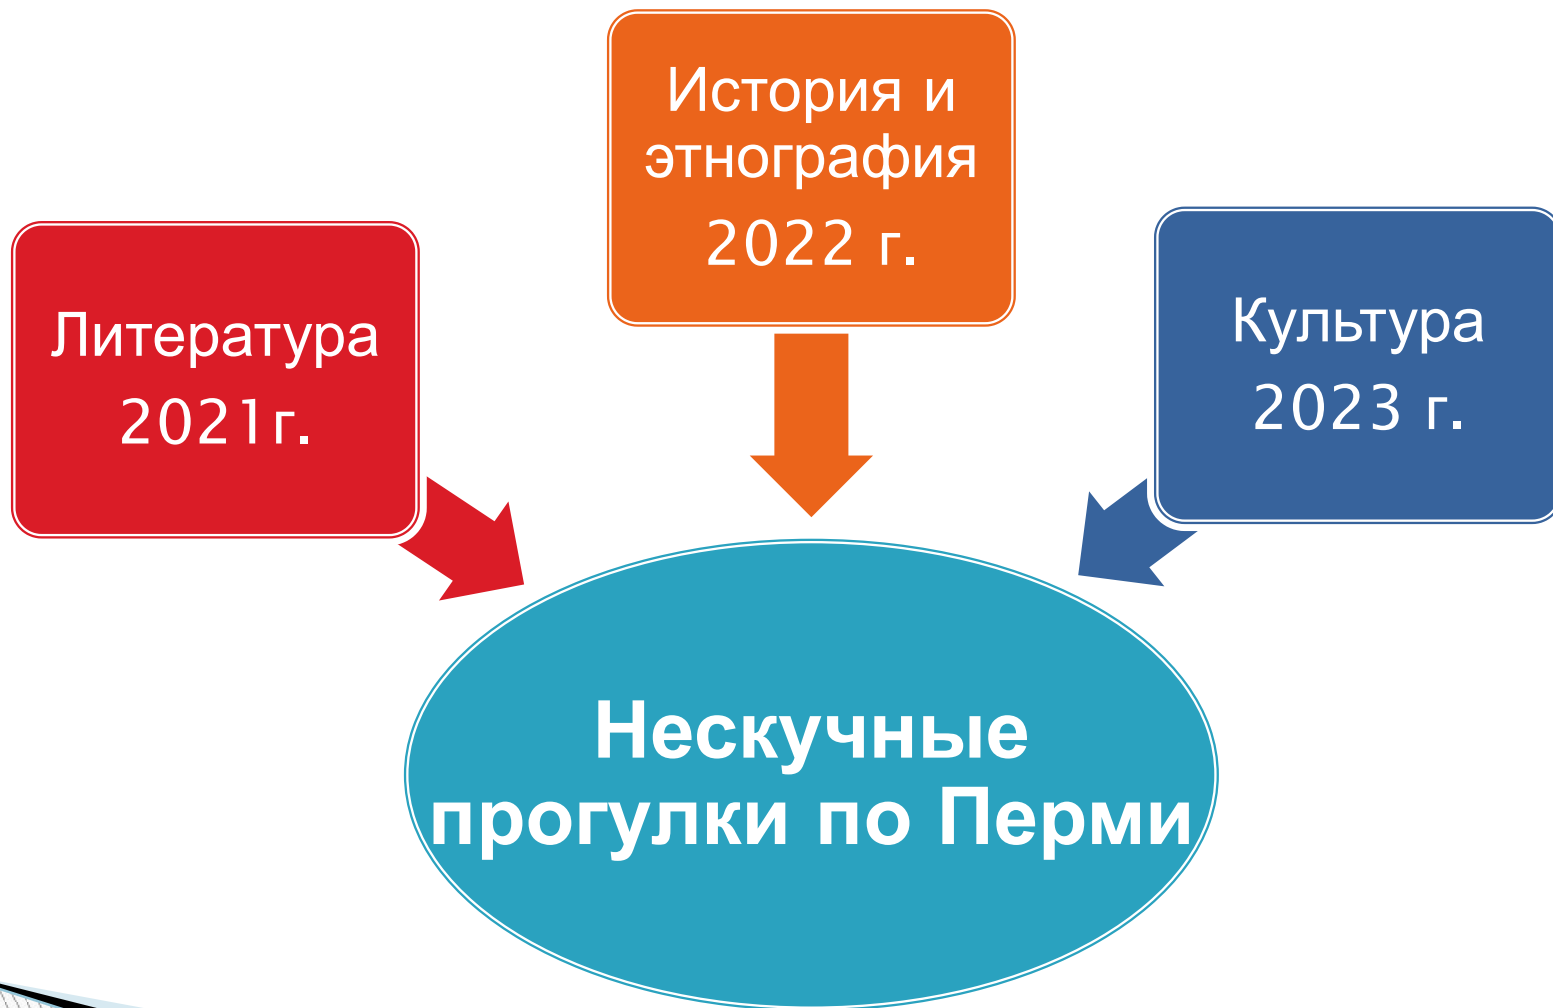 История и
этнография
2022 г.
Литература
2021г.
Культура
2023 г.
Нескучные
прогулки по Перми